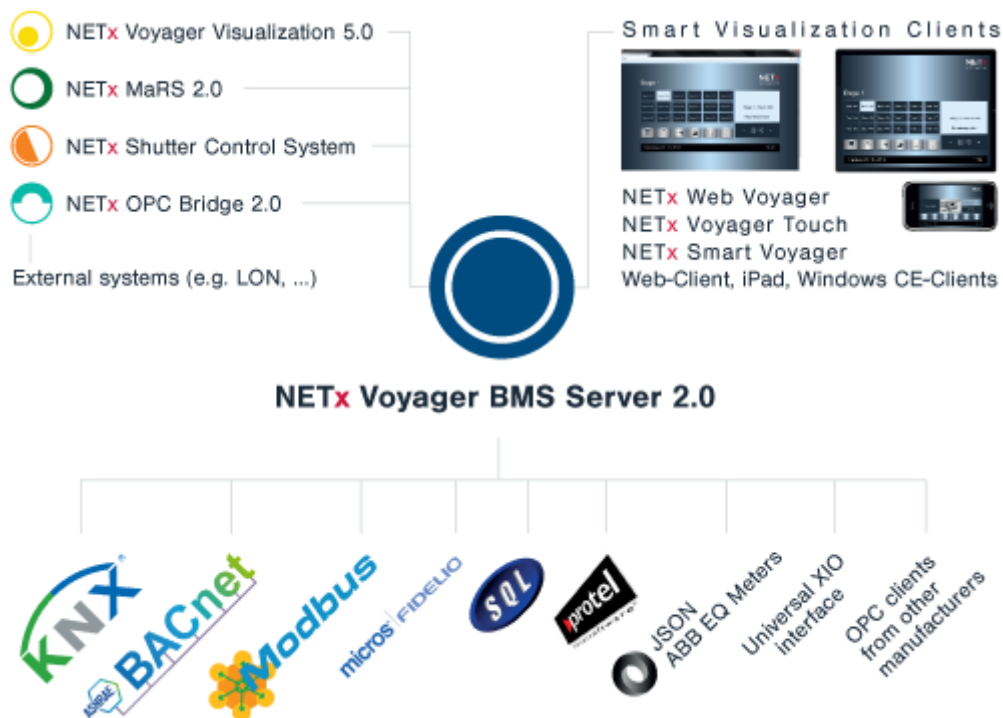 NETx Voyager Visualization 5.0
NETx MaRS 2.0
NETx Shutter Control System
NETx OPC Bridge 2.0
External systems (e.g. LON, ...)
Smart Visualization Clients
NETx
NETx
NETx Web Voyager
NETx Voyager Touch
NETx Smart Voyager
Web-Client, iPad, Windows CE-Clients
NETx Voyager BMS Server 2.0
KNX®
ASHRAE BACnet
Modbus
micros FIDELIO
SQL
protel
JSON
ABB EQ Meters
Universal XIO
interface
OPC clients
from other
manufacturers